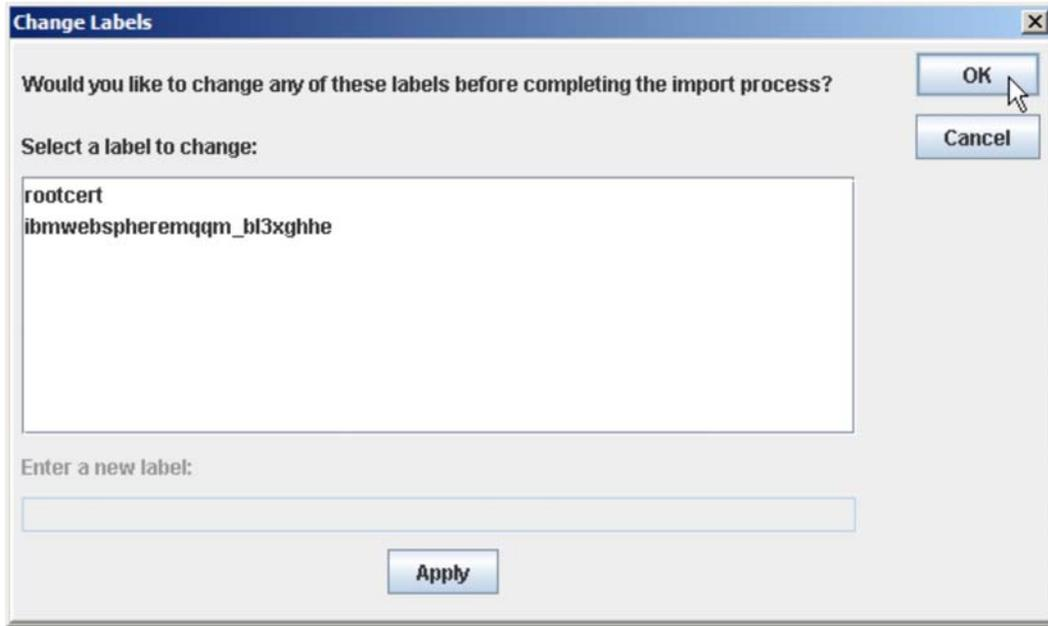 Change Labels
Would you like to change any of these labels before completing the import process?
OK
Cancel
Select a label to change:
rootcert
ibmwebspheremqqm_bl3xghhe
Enter a new label:
Apply